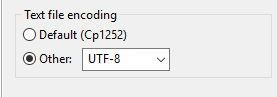 Text file encoding
Default (Cp1252)
Other: UTF-8